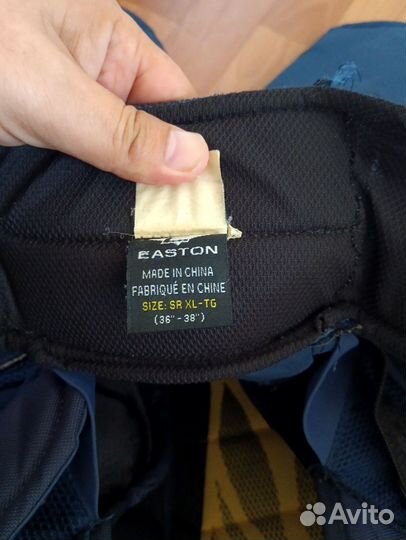 EASTON
MADE IN CHINA
FABRIQUÉ EN CHINE
SIZE: SR XL-TG
(36"-38")
Avito